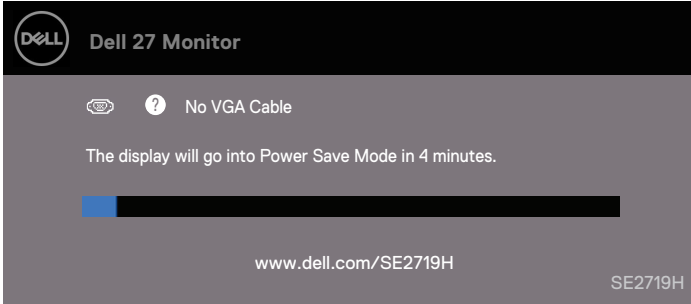 DELL
Dell 27 Monitor
? No VGA Cable
The display will go into Power Save Mode in 4 minutes.
www.dell.com/SE2719H
SE2719H